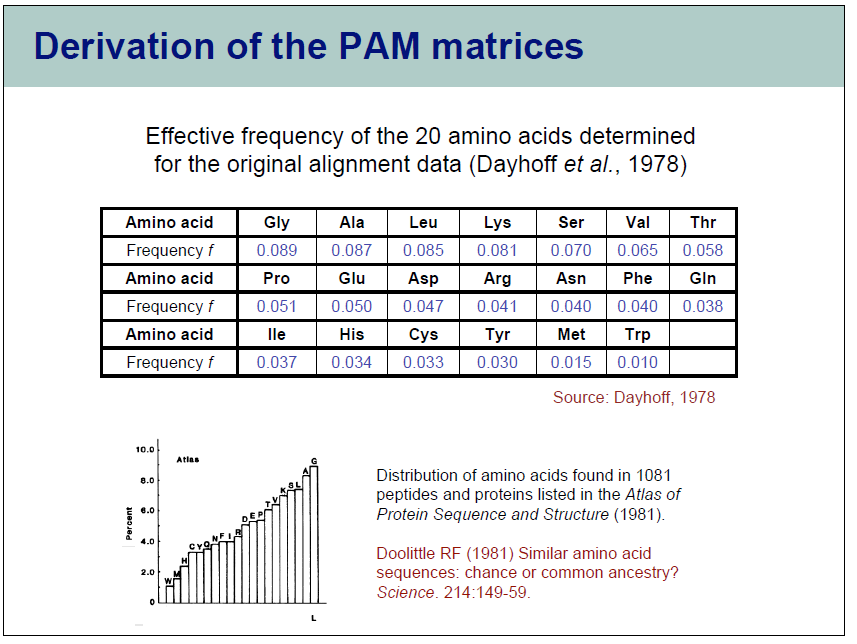 Derivation of the PAM matrices
Effective frequency of the 20 amino acids determined
for the original alignment data (Dayhoff et al., 1978)
Amino acid Gly Ala Leu Lys Ser Val Thr
Frequency f 0.089 0.087 0.085 0.081 0.070 0.065 0.058
Amino acid Pro Glu Asp Arg Asn Phe Gln
Frequency f 0.051 0.050 0.047 0.041 0.040 0.040 0.038
Amino acid Ile His Cys Tyr Met Trp
Frequency f 0.037 0.034 0.033 0.030 0.015 0.010
Source: Dayhoff, 1978
10.0
8.0
6.0
4.0
2.0
0
Percent
Atlas
W M H C Y Q N F I R D E P T V K S L A G
L
Distribution of amino acids found in 1081
peptides and proteins listed in the Atlas of
Protein Sequence and Structure (1981).
Doolittle RF (1981) Similar amino acid
sequences: chance or common ancestry?
Science. 214:149-59.